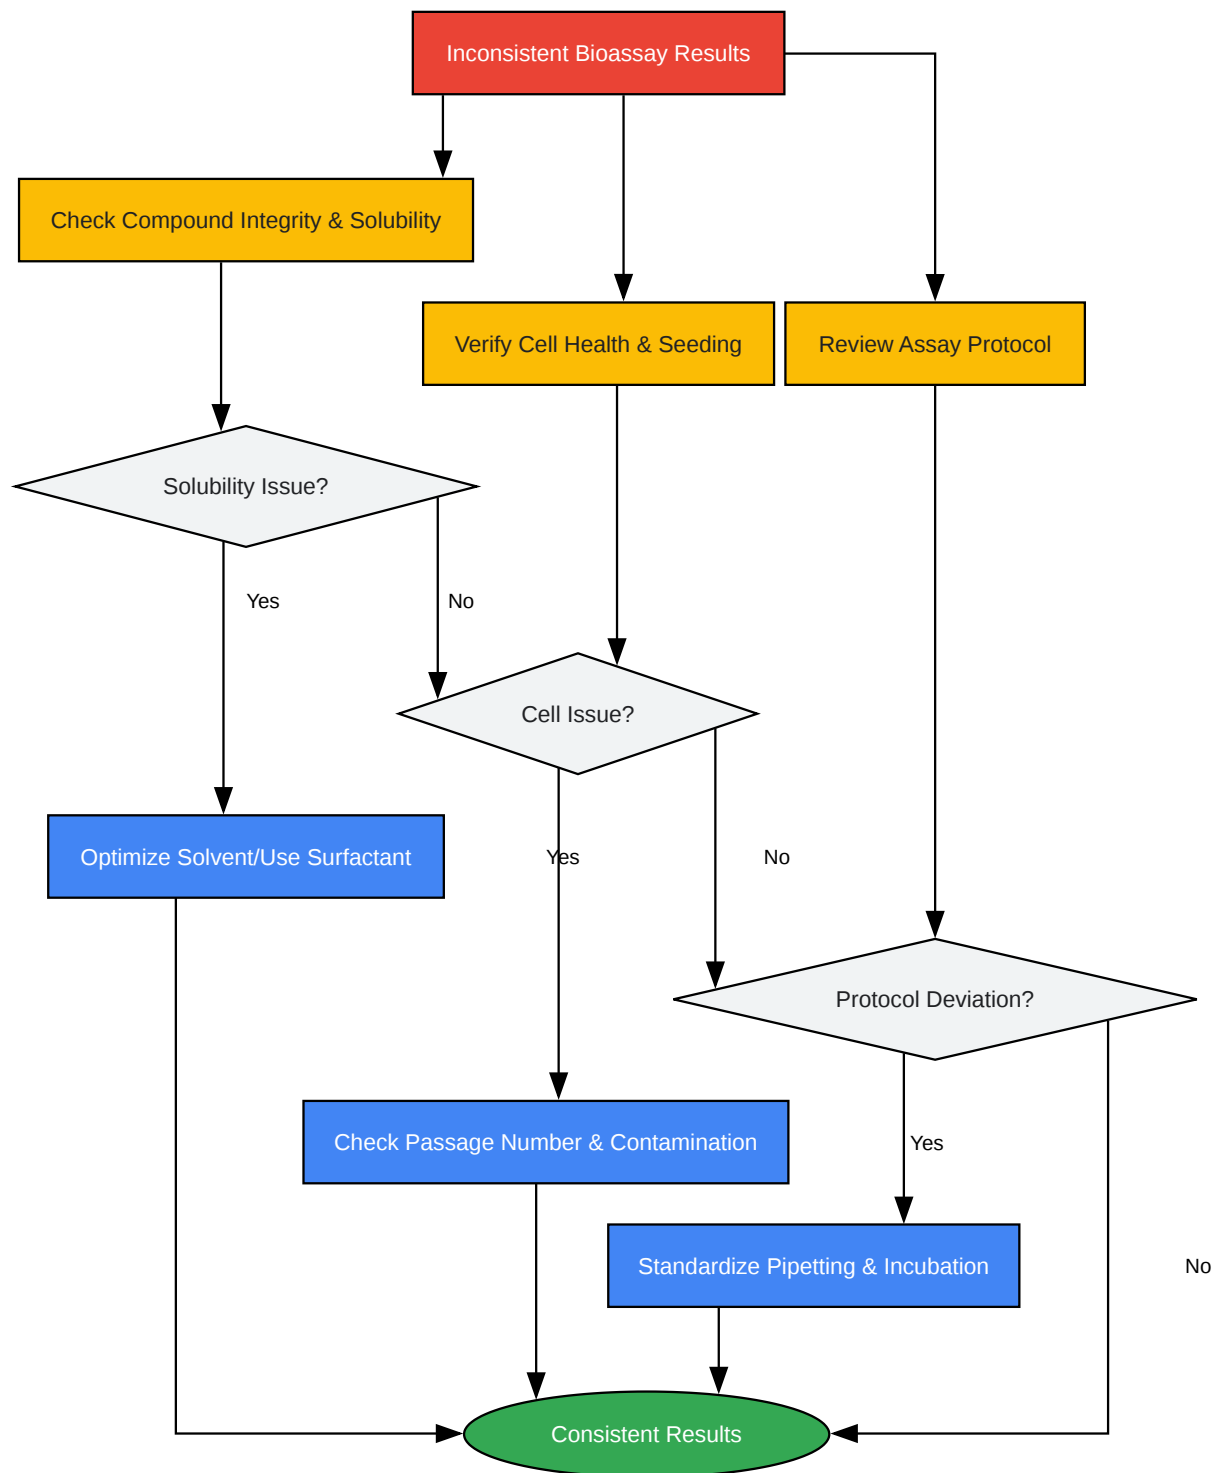 Inconsistent Bioassay Results
Check Compound Integrity & Solubility
Verify Cell Health & Seeding
Review Assay Protocol
Solubility Issue?
Yes
No
Cell Issue?
Optimize Solvent/Use Surfactant
Yes
No
Protocol Deviation?
Check Passage Number & Contamination
Yes
Standardize Pipetting & Incubation
No
Consistent Results